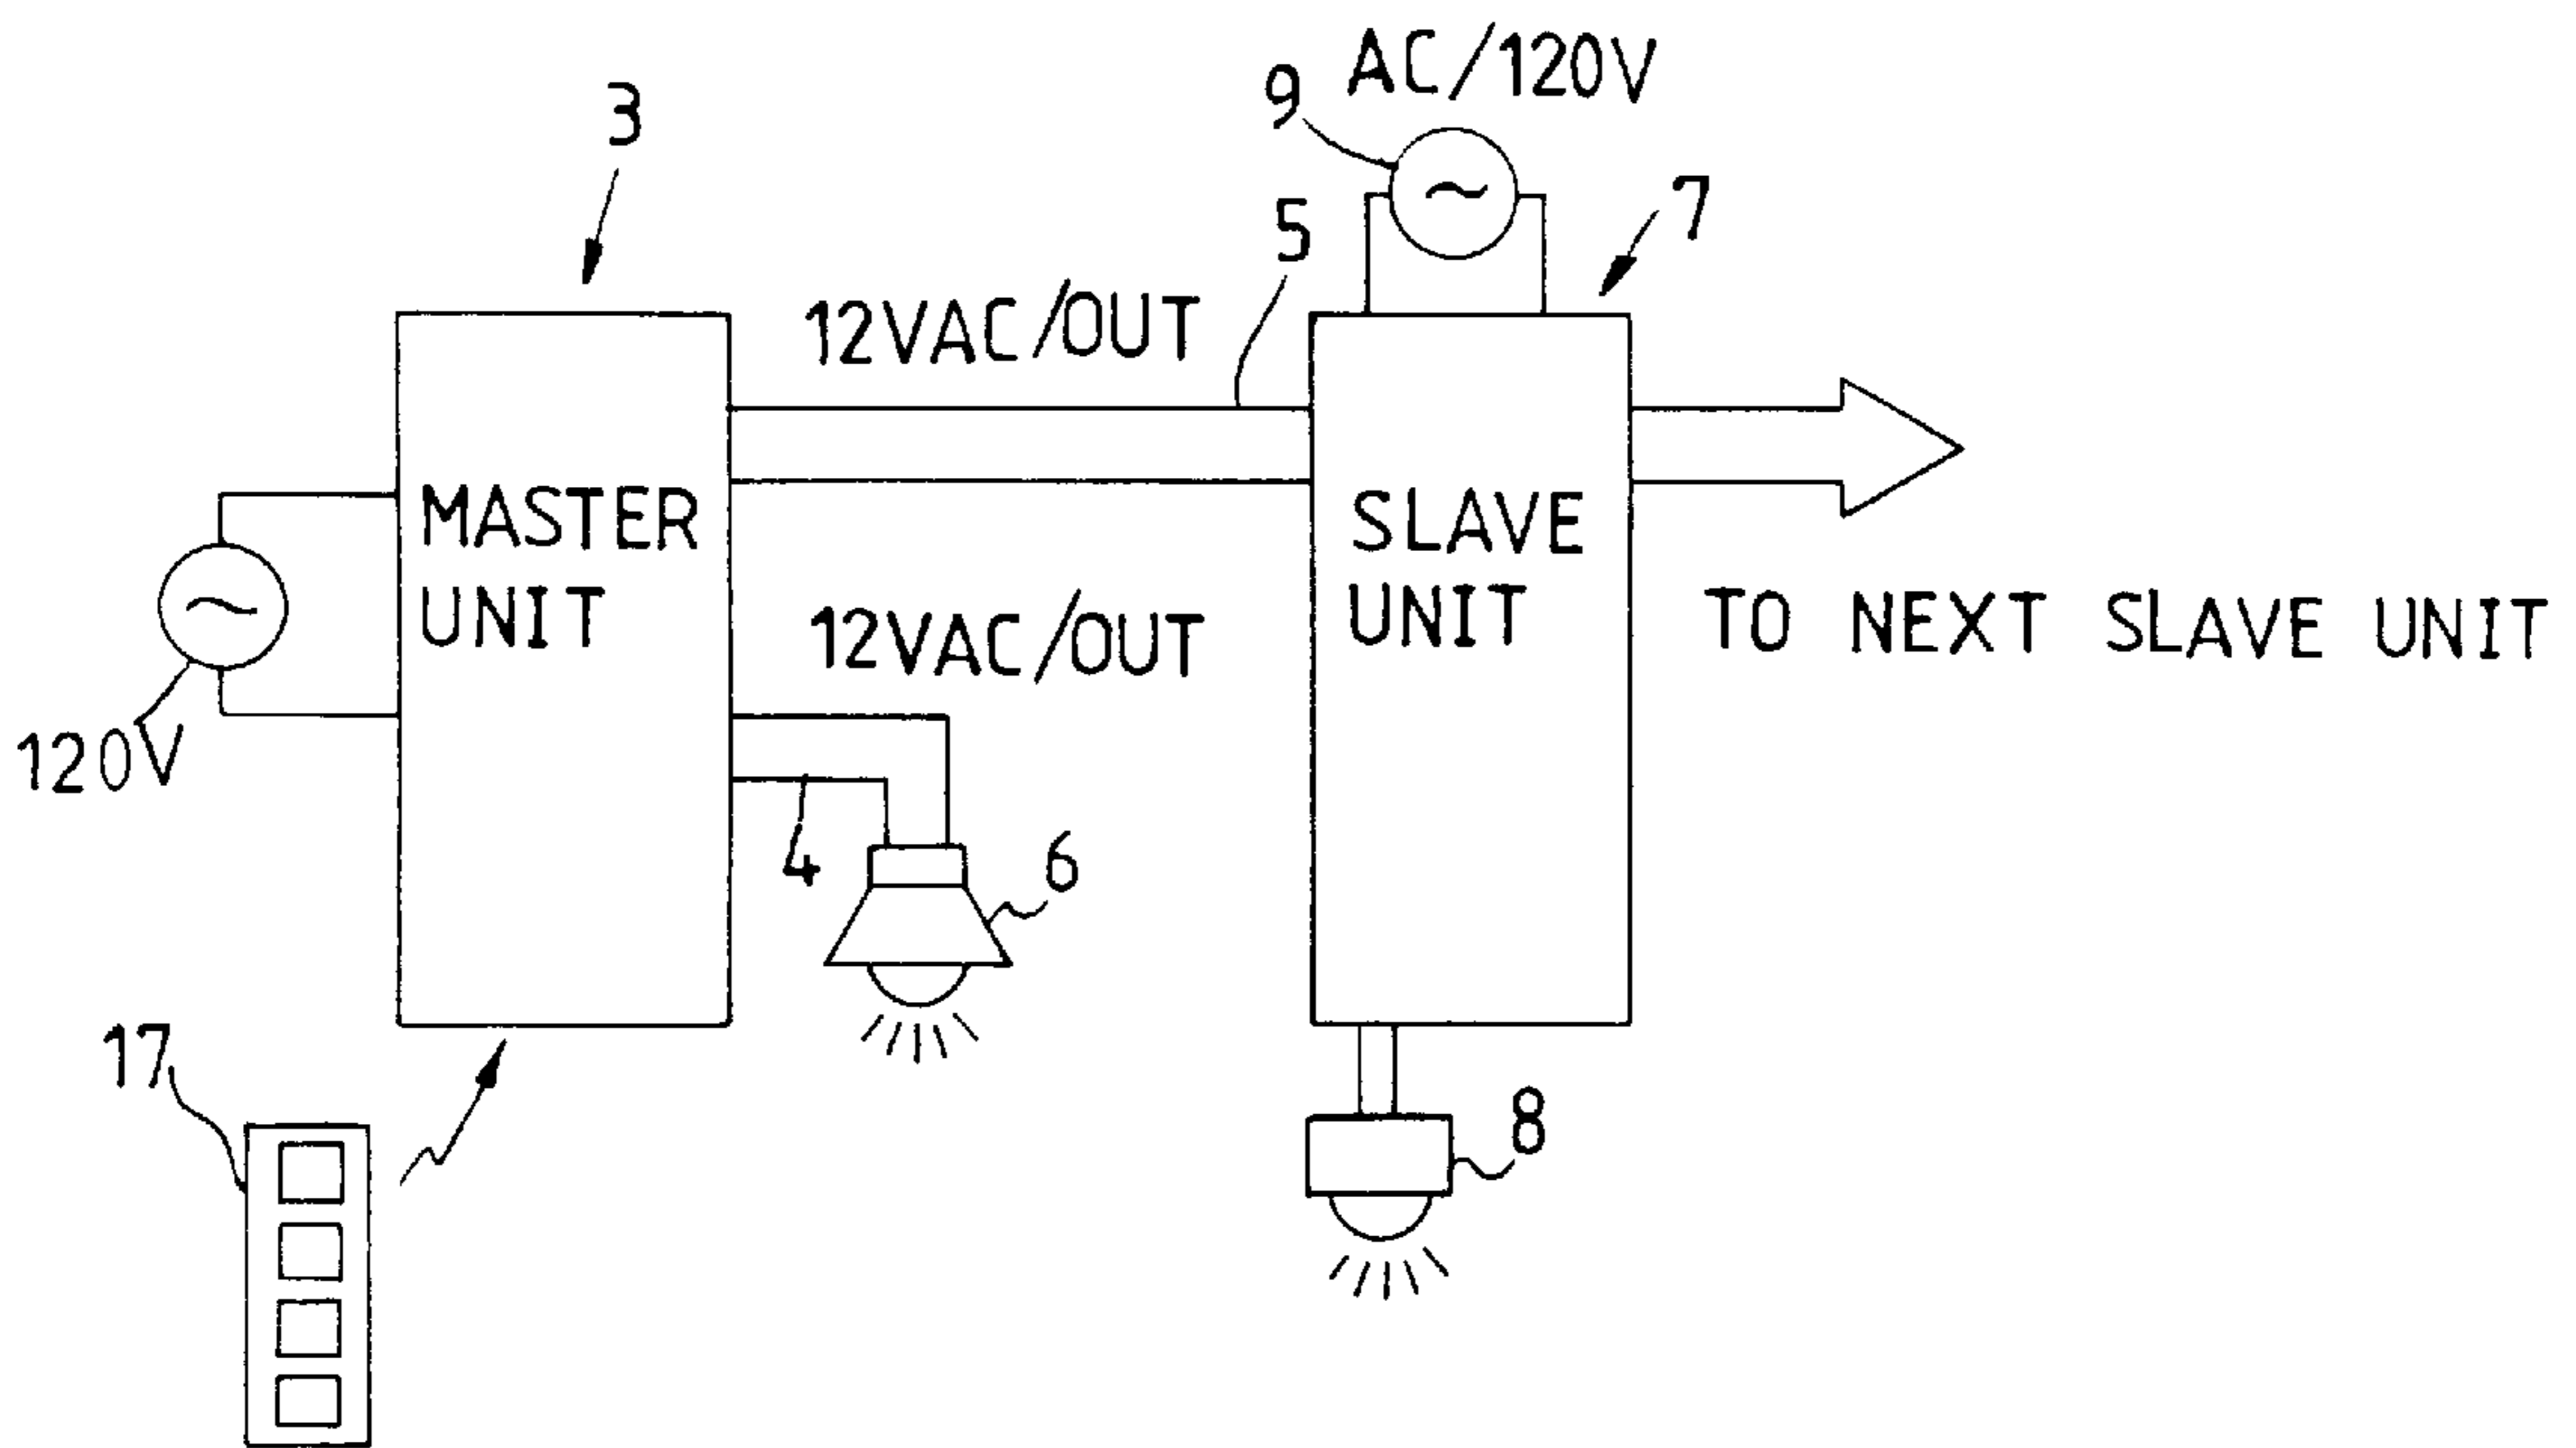 AC/120V
9
3
7
5
12VAC/OUT
MASTER
UNIT
SLAVE
UNIT
12VAC/OUT
TO NEXT SLAVE UNIT
120V
4
6
17
8